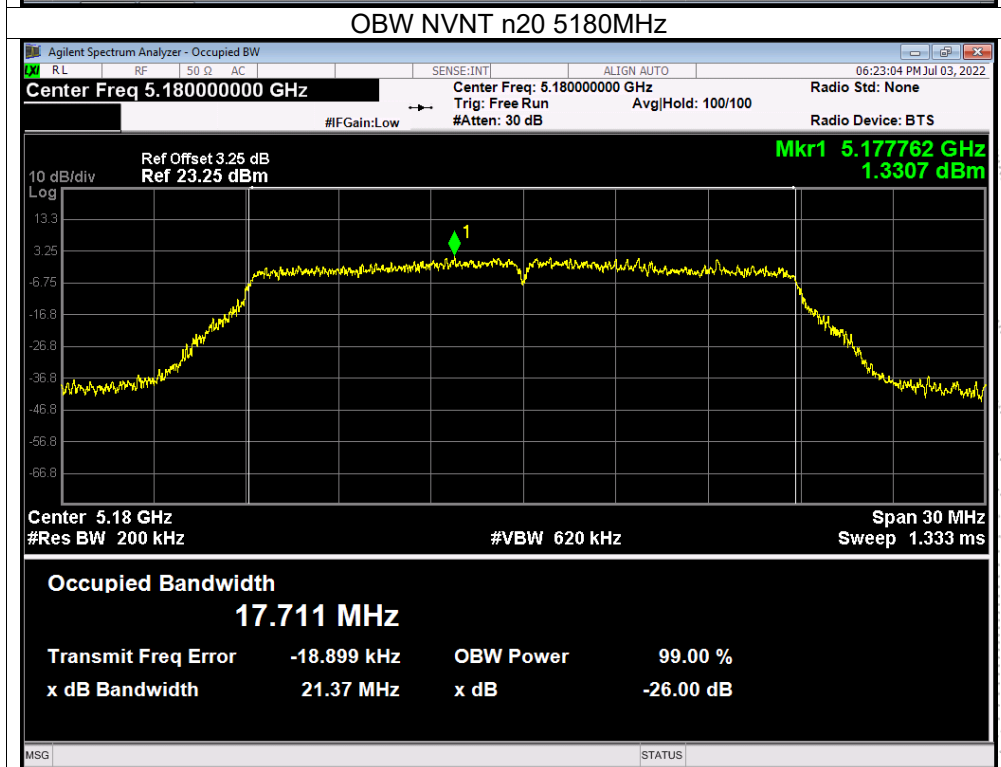 OBW NVNT n20 5180MHz
Agilent Spectrum Analyzer - Occupied BW
LXI RL RF 50 Ω AC SENSE:INT ALIGN AUTO 06:23:04 PM Jul 03, 2022
Center Freq 5.180000000 GHz Center Freq: 5.180000000 GHz Radio Std: None
Trig: Free Run Avg|Hold: 100/100
#IFGain:Low #Atten: 30 dB Radio Device: BTS
Mkr1 5.177762 GHz
Ref Offset 3.25 dB
10 dB/div Ref 23.25 dBm 1.3307 dBm
Log
13.3
1
3.25
-6.75
-16.8
-26.8
-36.8
-46.8
-56.8
-66.8
Center 5.18 GHz Span 30 MHz
#Res BW 200 kHz #VBW 620 kHz Sweep 1.333 ms
Occupied Bandwidth
17.711 MHz
Transmit Freq Error -18.899 kHz OBW Power 99.00 %
x dB Bandwidth 21.37 MHz x dB -26.00 dB
MSG STATUS